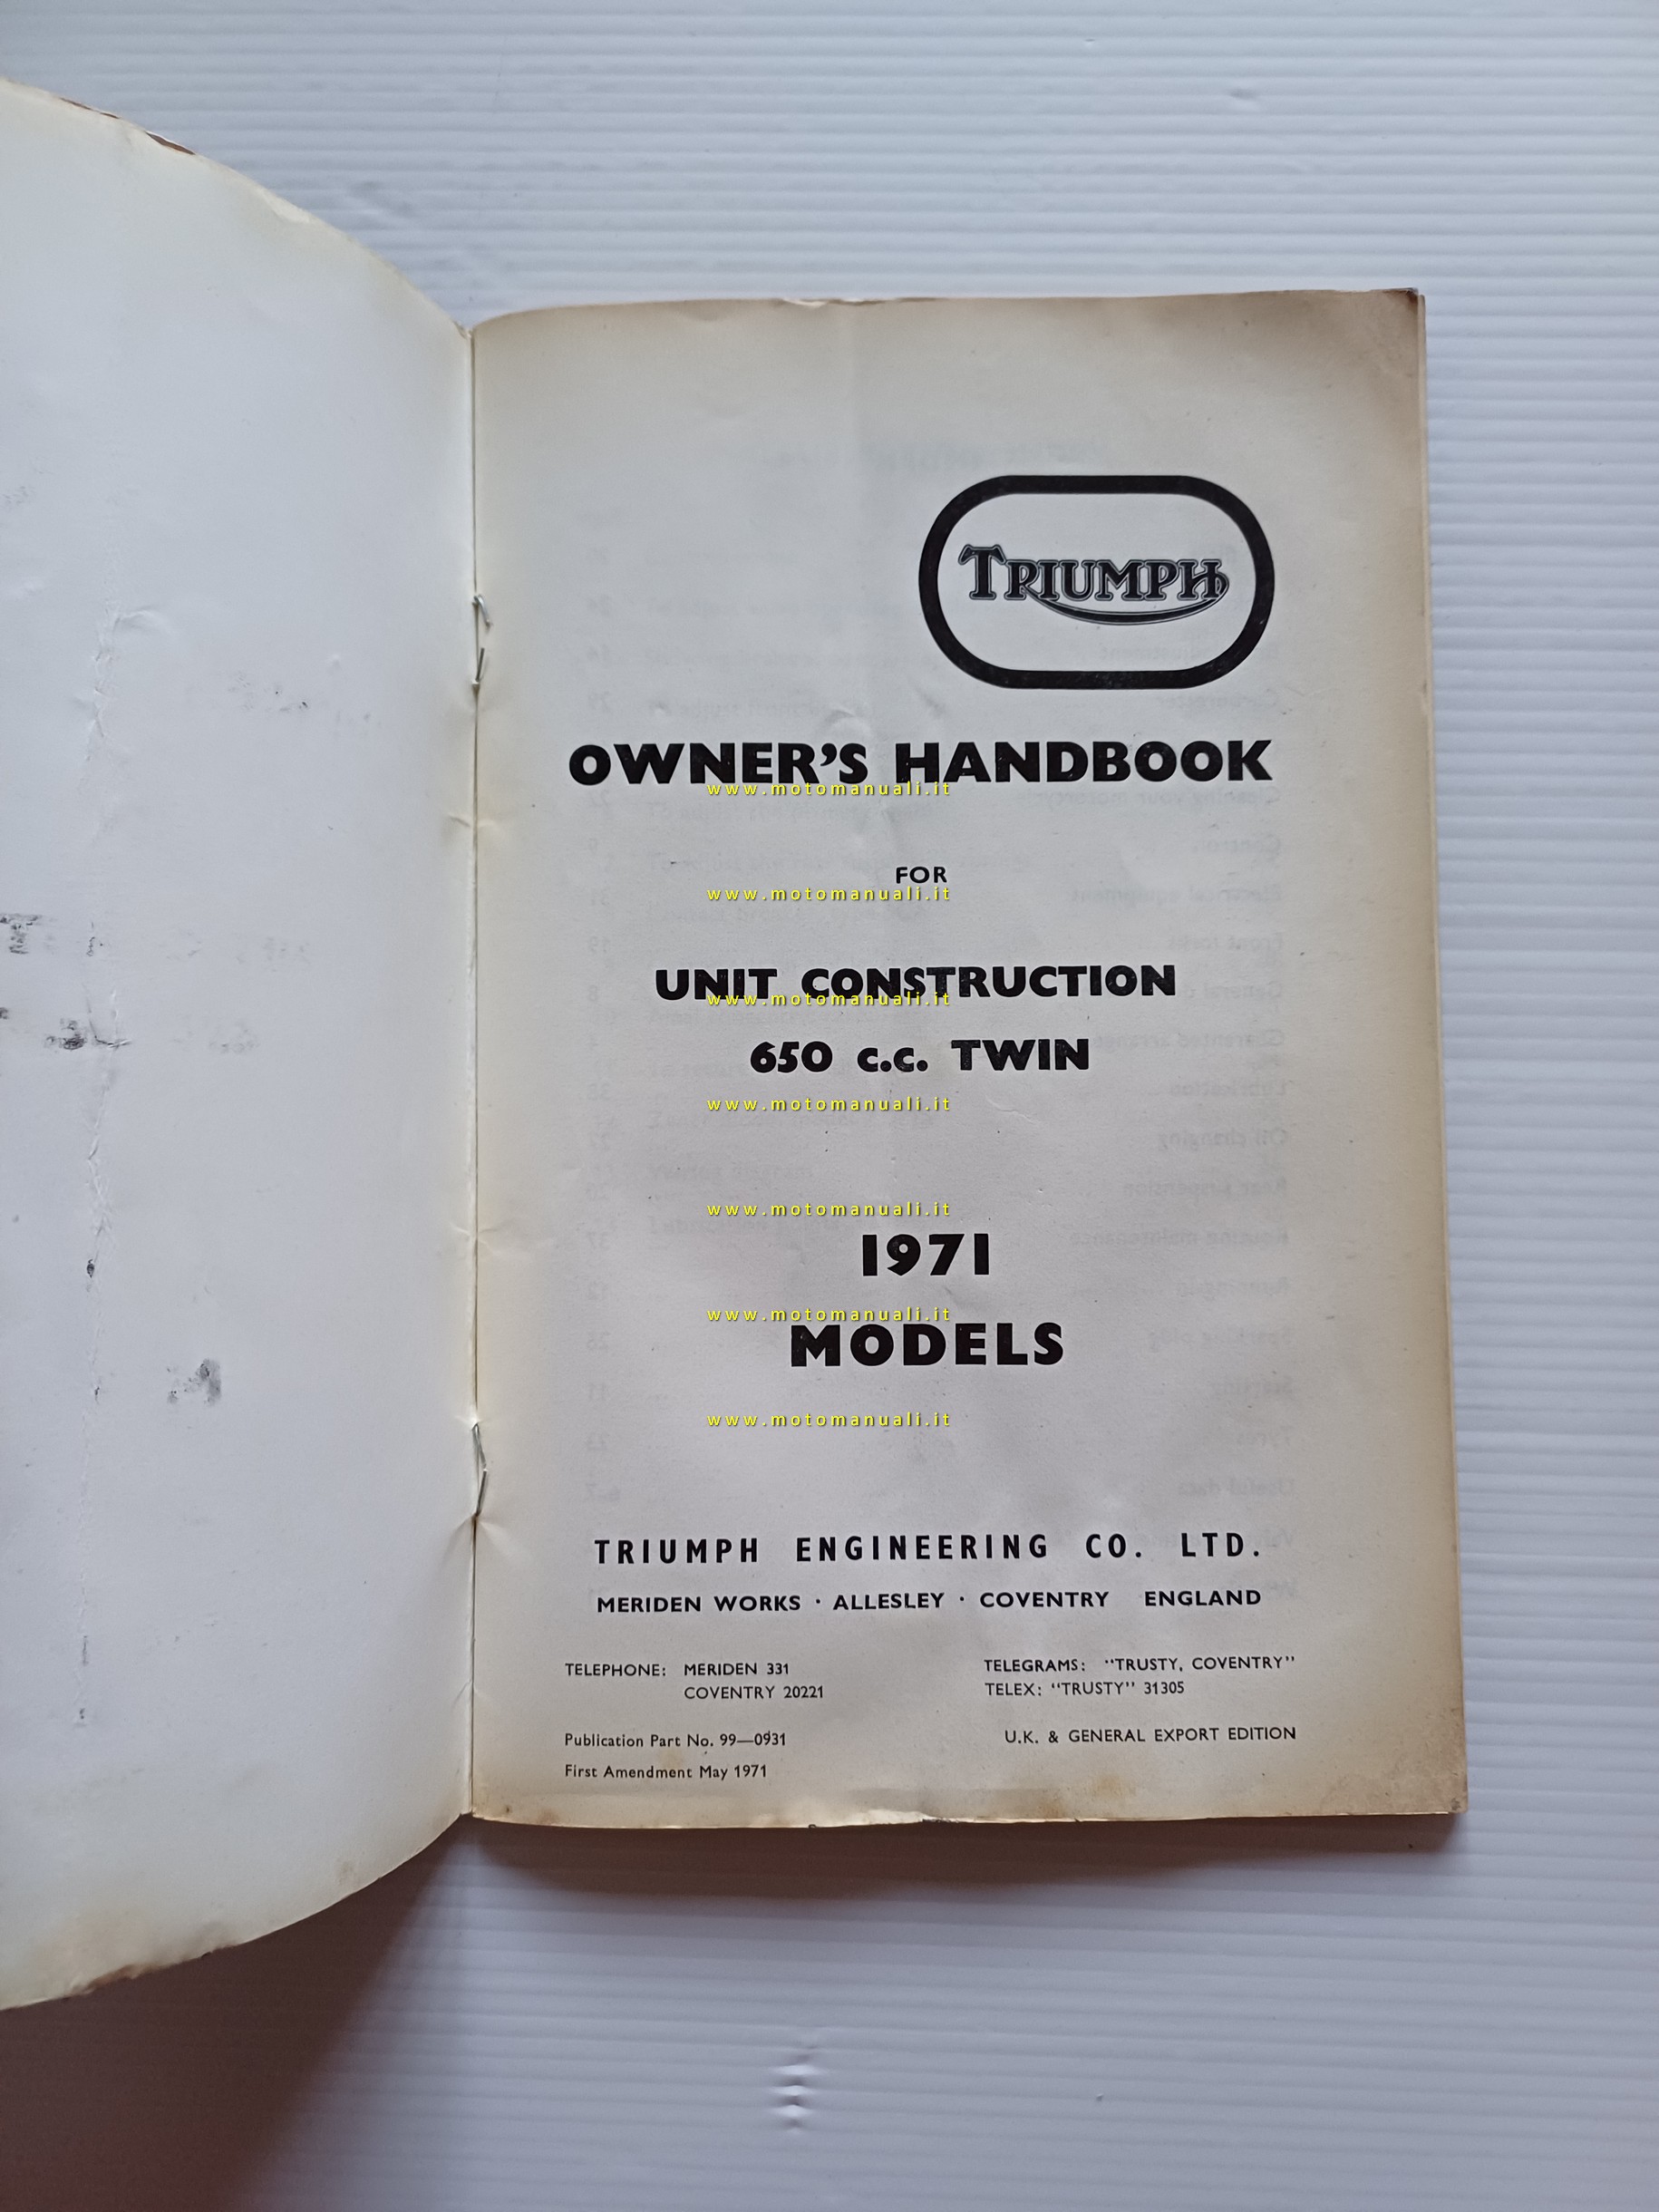 TRIUMPH
OWNER'S HANDBOOK
www.motomanuali.it
FOR
www.motomanuali.it
UNIT CONSTRUCTION
www.motomanuali.it
650 c.c. TWIN
www.motomanuali.it
www.motomanuali.it
1971
www.motomanuali.it
MODELS
www.motomanuali.it
TRIUMPH ENGINEERING CO. LTD.
MERIDEN WORKS · ALLESLEY · COVENTRY ENGLAND
TELEPHONE: MERIDEN 331
COVENTRY 20221
TELEGRAMS: "TRUSTY, COVENTRY"
TELEX: "TRUSTY" 31305
Publication Part No. 99—0931
First Amendment May 1971
U.K. & GENERAL EXPORT EDITION